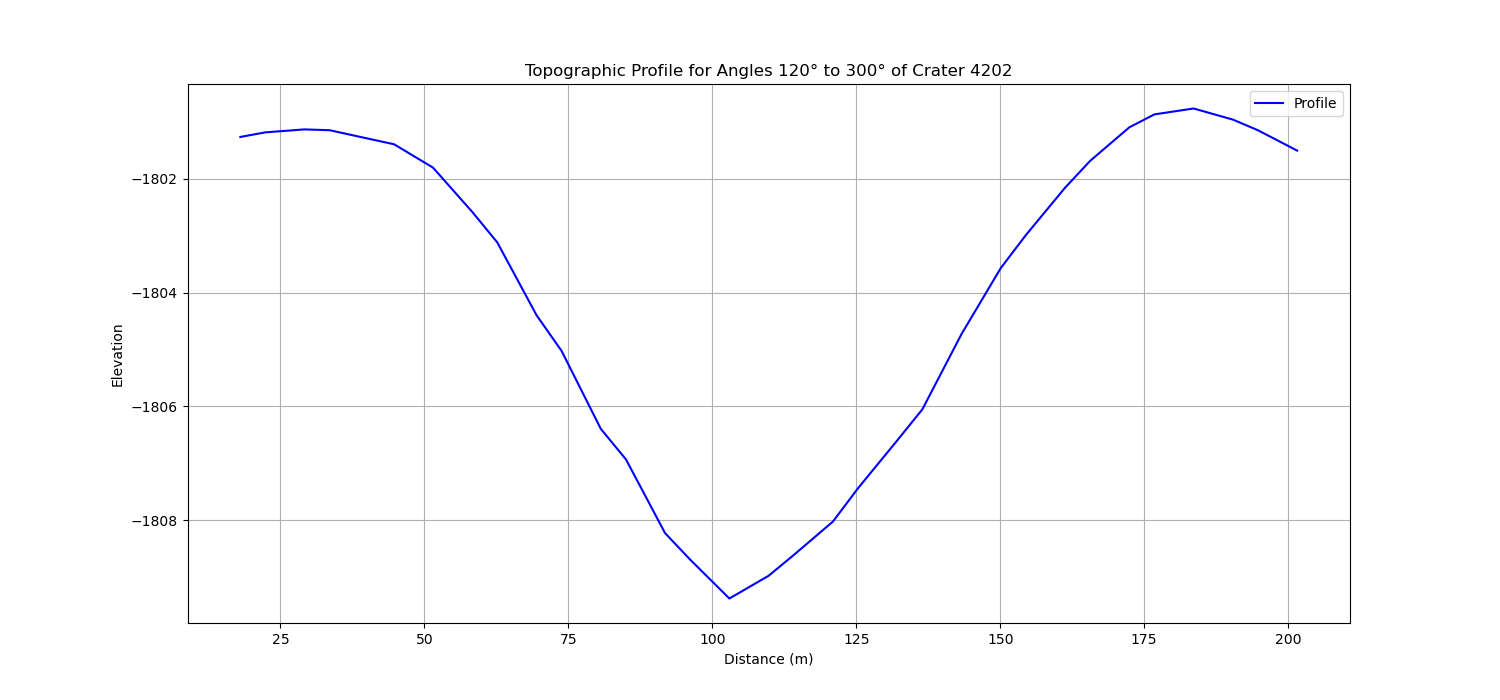 Topographic Profile for Angles 120° to 300° of Crater 4202
Profile
−1802
−1804
−1806
−1808
Elevation
25 50 75 100 125 150 175 200
Distance (m)